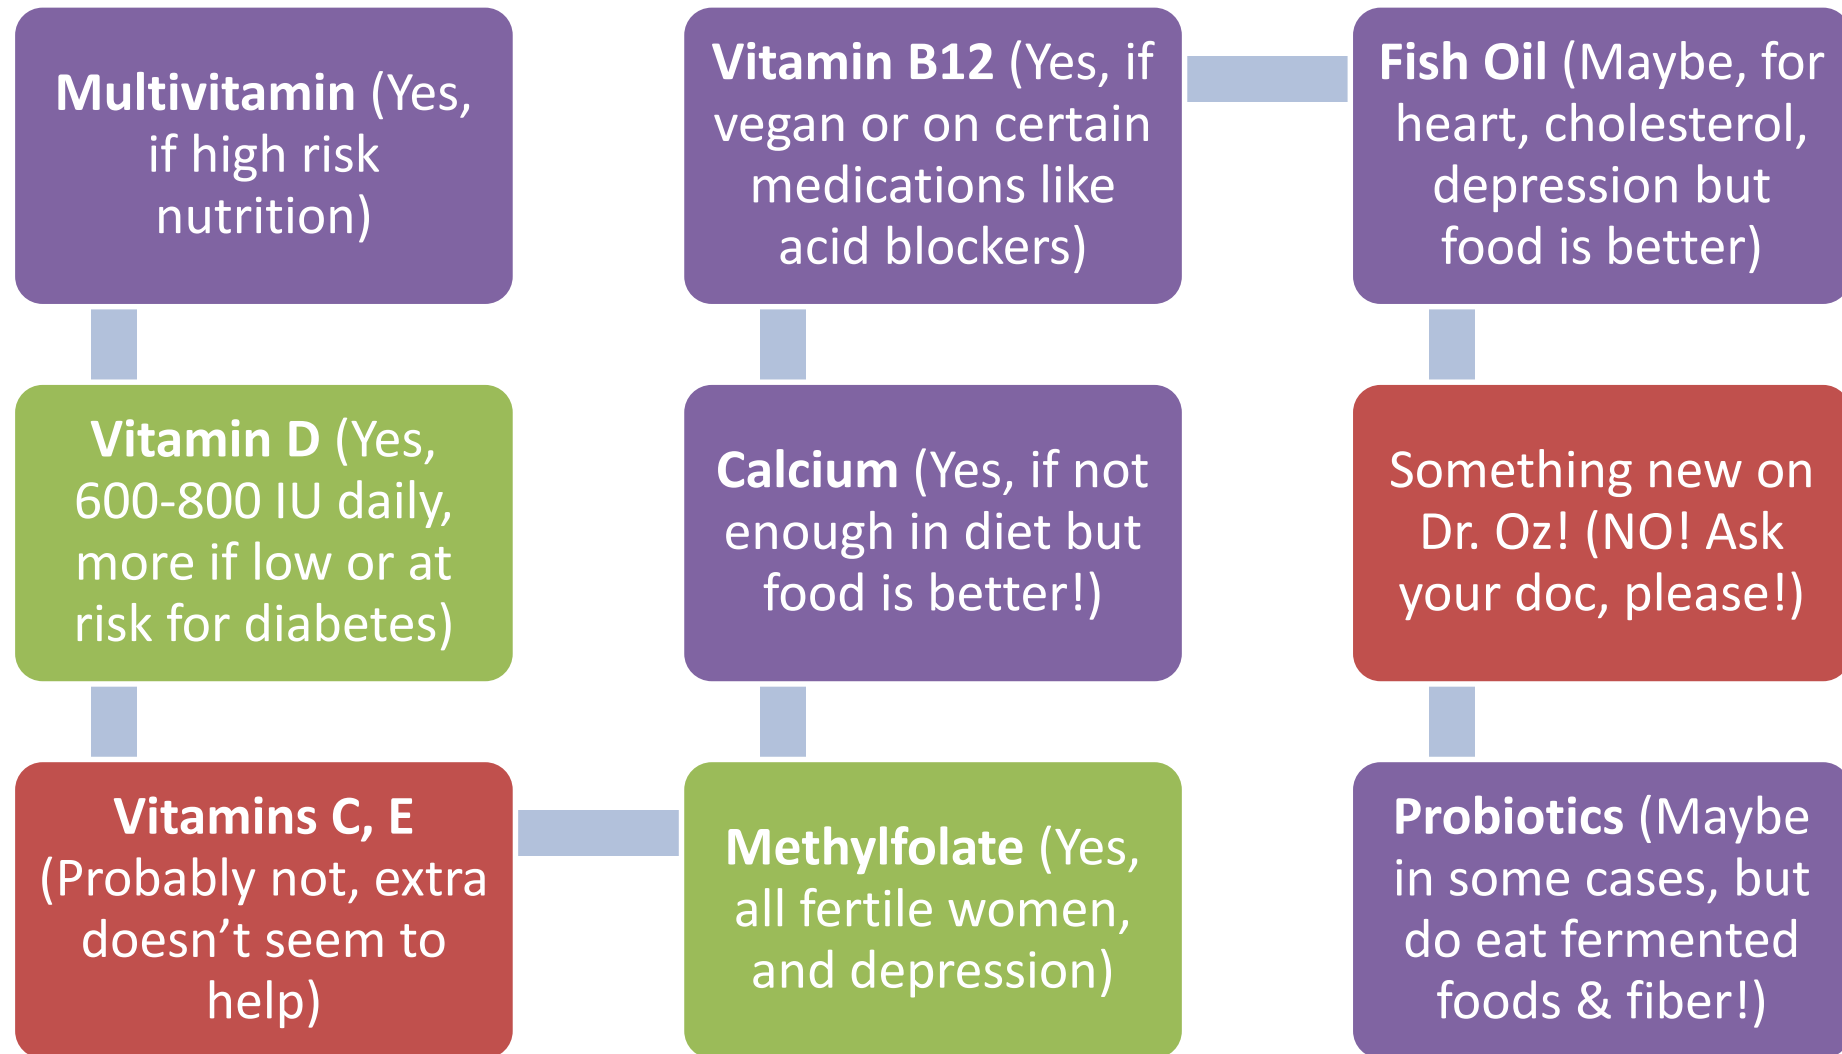 Multivitamin (Yes,
if high risk
nutrition)
Vitamin D (Yes,
600-800 IU daily,
more if low or at
risk for diabetes)
Vitamins C, E
(Probably not, extra
doesn’t seem to
help)
Methylfolate (Yes,
all fertile women,
and depression)
Calcium (Yes, if not
enough in diet but
food is better!)
Vitamin B12 (Yes, if
vegan or on certain
medications like
acid blockers)
Fish Oil (Maybe, for
heart, cholesterol,
depression but
food is better)
Something new on
Dr. Oz! (NO! Ask
your doc, please!)
Probiotics (Maybe
in some cases, but
do eat fermented
foods & fiber!)